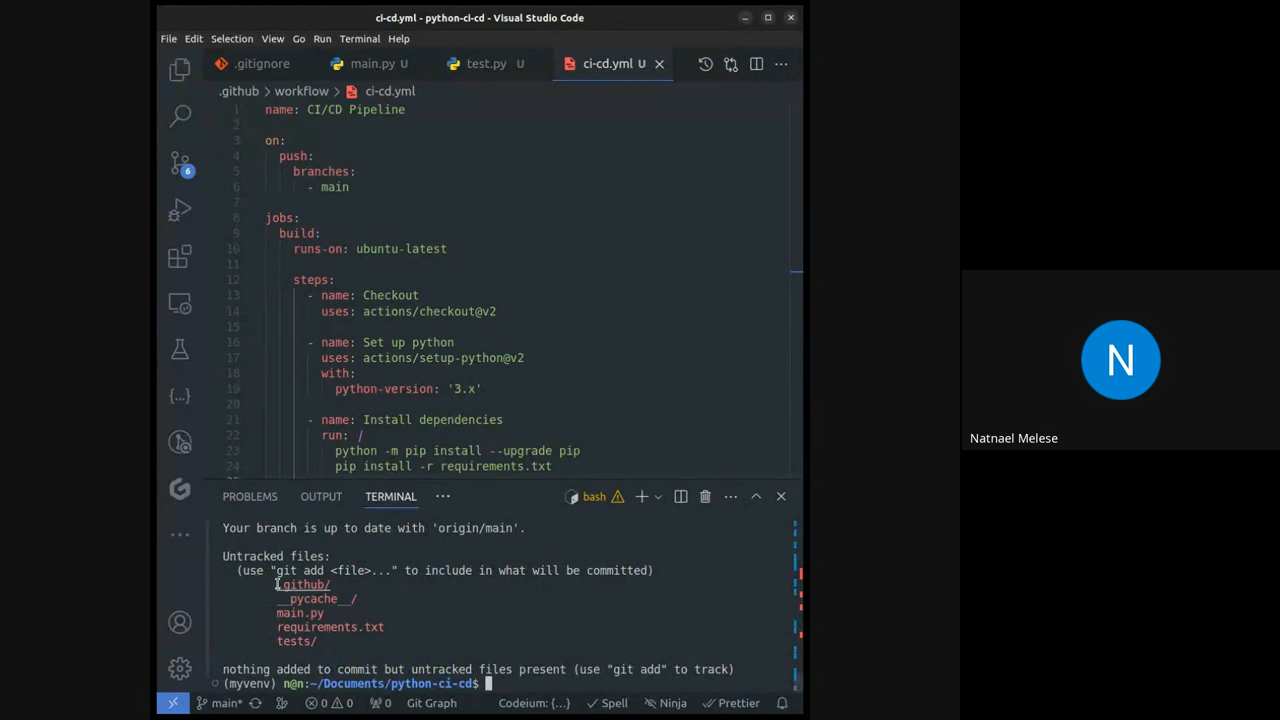 ci-cd.yml - python-ci-cd - Visual Studio Code
File Edit Selection View Go Run Terminal Help
.gitignore main.py U test.py U ci-cd.yml U
.github > workflow > ci-cd.yml
1 name: CI/CD Pipeline
2
3 on:
4 push:
5 branches:
6 - main
7
8 jobs:
9 build:
10 runs-on: ubuntu-latest
11
12 steps:
13 - name: Checkout
14 uses: actions/checkout@v2
15
16 - name: Set up python
17 uses: actions/setup-python@v2
18 with:
19 python-version: '3.x'
20
21 - name: Install dependencies
22 run: |
23 python -m pip install --upgrade pip
24 pip install -r requirements.txt
6
PROBLEMS OUTPUT TERMINAL ... bash
Your branch is up to date with 'origin/main'.
Untracked files:
(use "git add <file>..." to include in what will be committed)
.github/
__pycache__/
main.py
requirements.txt
tests/
nothing added to commit but untracked files present (use "git add" to track)
(myvenv) n@n:~/Documents/python-ci-cd$
main* 0 0 0 Git Graph Codeium: {...} Spell Ninja Prettier
N
Natnael Melese